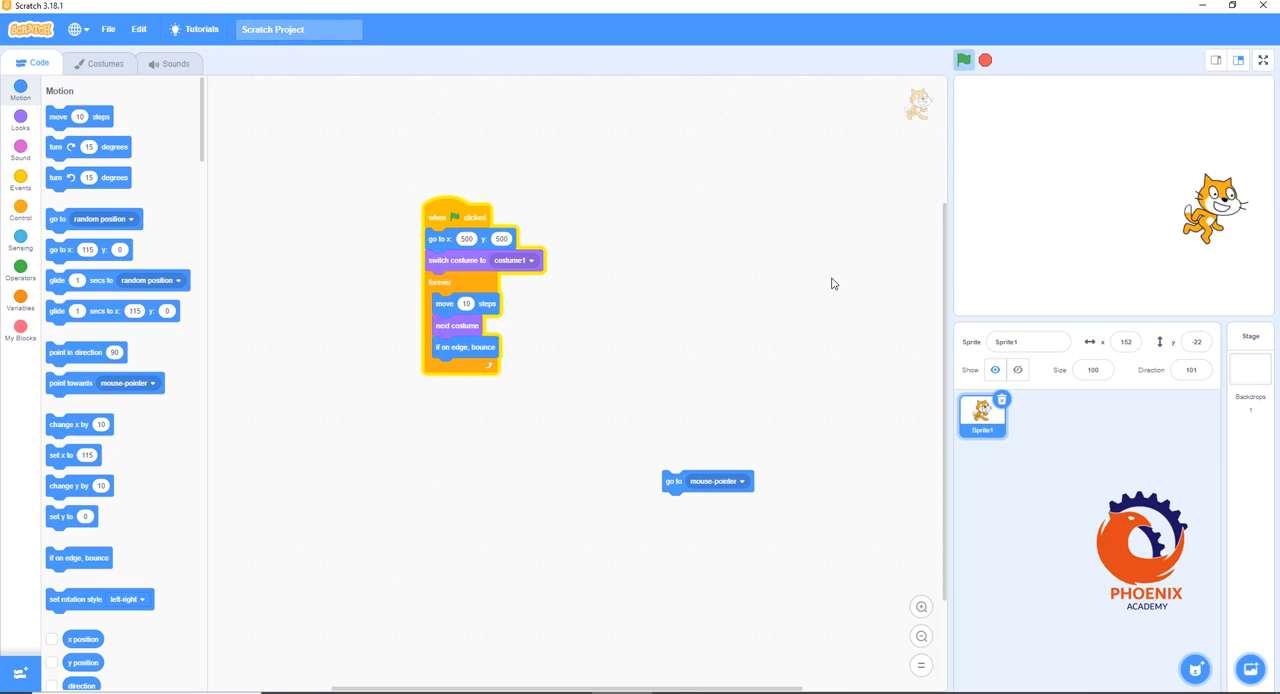 Scratch 3.18.1
SCRATCH File Edit Tutorials Scratch Project
Code Costumes Sounds
Motion
Looks
Sound
Events
Control
Sensing
Operators
Variables
My Blocks
Motion
move 10 steps
turn 15 degrees
turn 15 degrees
go to random position
go to x: 115 y: 0
glide 1 secs to random position
glide 1 secs to x: 115 y: 0
point in direction 90
point towards mouse-pointer
change x by 10
set x to 115
change y by 10
set y to 0
if on edge, bounce
set rotation style left-right
x position
y position
direction
when clicked
go to x: 500 y: 500
switch costume to costume1
forever
move 10 steps
next costume
if on edge, bounce
go to mouse-pointer
Sprite Sprite1 x 152 y -22
Show Size 100 Direction 101
Sprite1
Stage
Backdrops
1
PHOENIX
ACADEMY